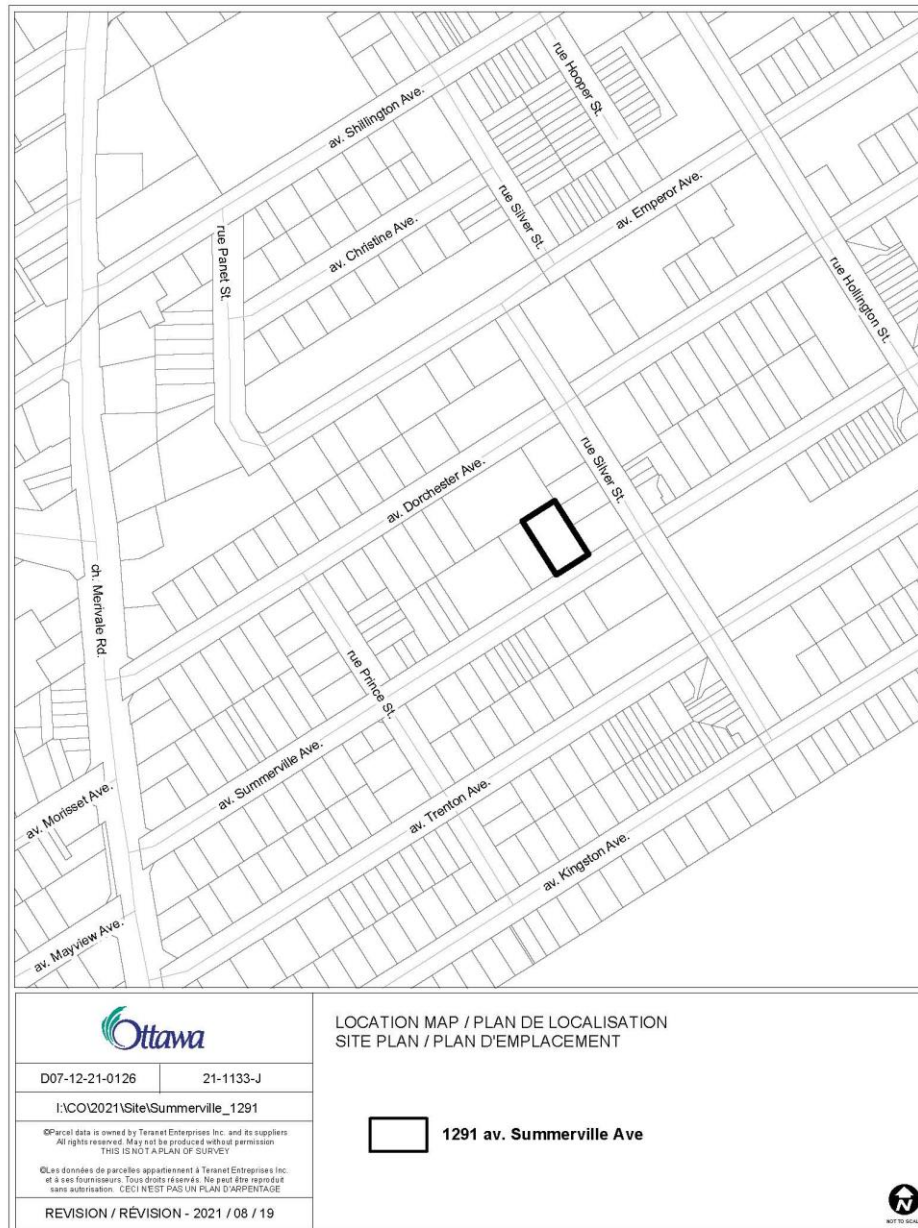 rue Hooper St.
av. Shillington Ave.
rue Silver St.
av. Emperor Ave.
av. Christine Ave.
rue Panet St.
rue Hollington St.
rue Silver St.
av. Dorchester Ave.
ch. Merivale Rd.
rue Prince St.
av. Summerville Ave.
av. Morisset Ave.
av. Trenton Ave.
av. Kingston Ave.
av. Mayview Ave.
Ottawa
D07-12-21-0126
21-1133-J
I:\CO\2021\Site\Summerville_1291
©Parcel data is owned by Teranet Enterprises Inc. and its suppliers
All rights reserved. May not be produced without permission
THIS IS NOT A PLAN OF SURVEY
©Les données de parcelles appartiennent à Teranet Entreprises Inc.
et à ses fournisseurs. Tous droits réservés. Ne peut être reproduit
sans autorisation. CECI N'EST PAS UN PLAN D'ARPENTAGE
REVISION / RÉVISION - 2021 / 08 / 19
LOCATION MAP / PLAN DE LOCALISATION
SITE PLAN / PLAN D'EMPLACEMENT
1291 av. Summerville Ave
N
NOT TO SCALE